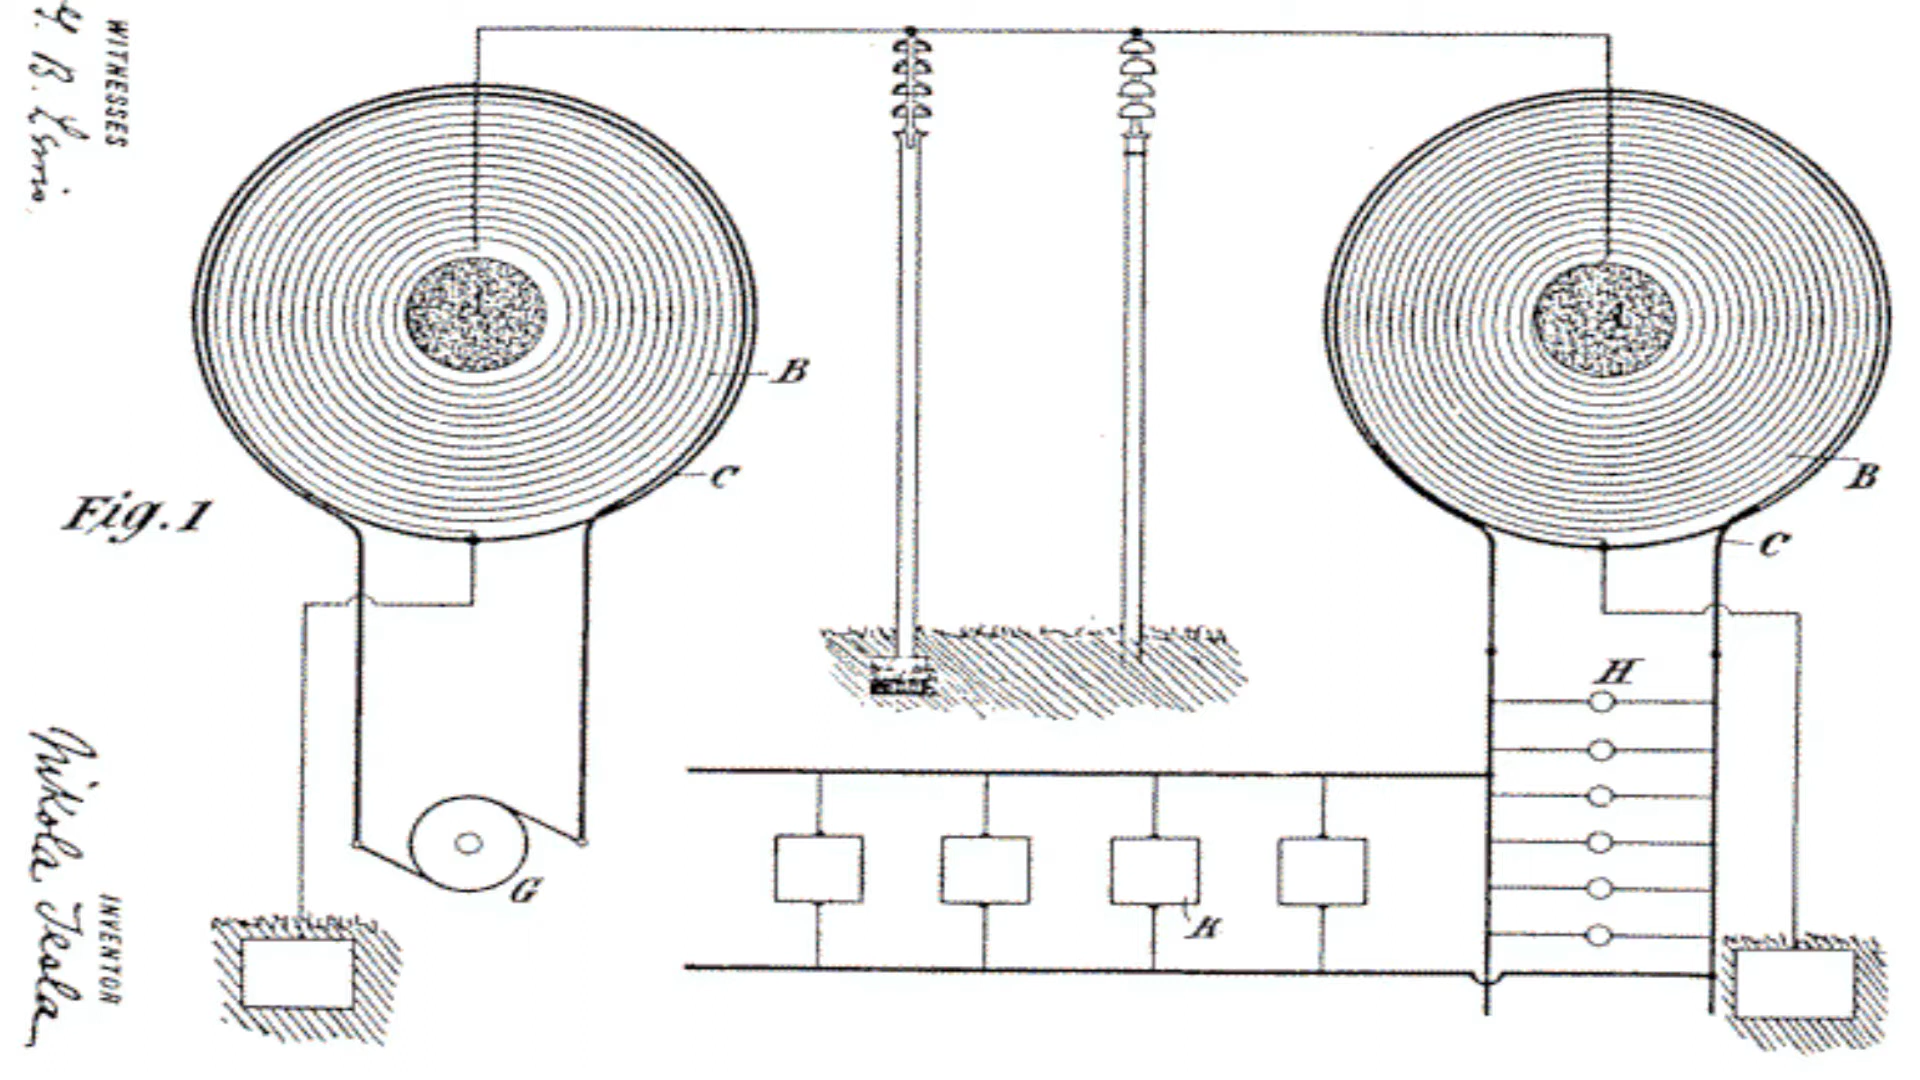 WITNESSES
Fig. 1
A
B
C
G
A
B
C
H
K
INVENTOR
Nikola Tesla